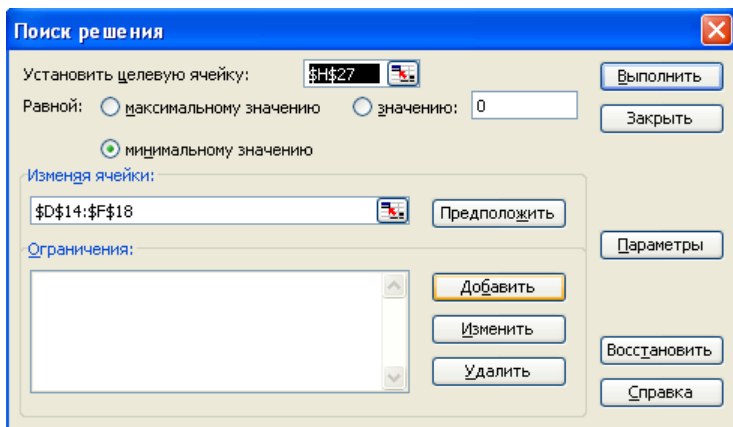 Поиск решения
Установить целевую ячейку: $H$27 Выполнить
Равной: максимальному значению значению: 0 Закрыть
минимальному значению
Изменяя ячейки:
$D$14:$F$18 Предположить
Ограничения: Параметры
Добавить
Изменить
Восстановить
Удалить
Справка